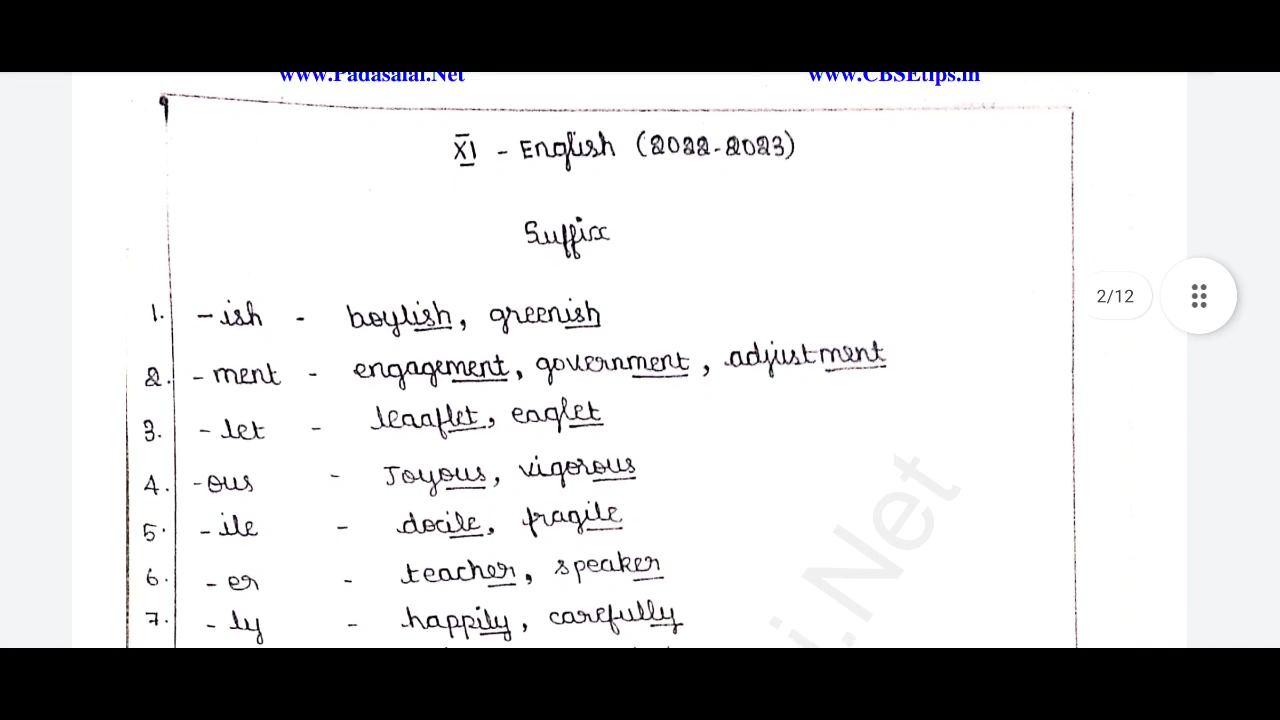 www.Padasalai.Net www.CBSEtips.in
XI - English (2022-2023)
Suffix
1. -ish - boylish, greenish
2. -ment - engagement, government, adjustment
3. -let - leaflet, eaglet
4. -ous - Joyous, vigorous
5. -ile - docile, fragile
6. -er - teacher, speaker
7. -ly - happily, carefully
2/12
i.Net